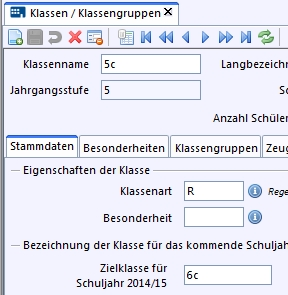 Klassen / Klassengruppen
Klassenname 5c Langbezeichn
Jahrgangsstufe 5 Sc
Anzahl Schüler
Stammdaten Besonderheiten Klassengruppen Zeug
Eigenschaften der Klasse
Klassenart R Rege
Besonderheit
Bezeichnung der Klasse für das kommende Schuljah
Zielklasse für
Schuljahr 2014/15 6c